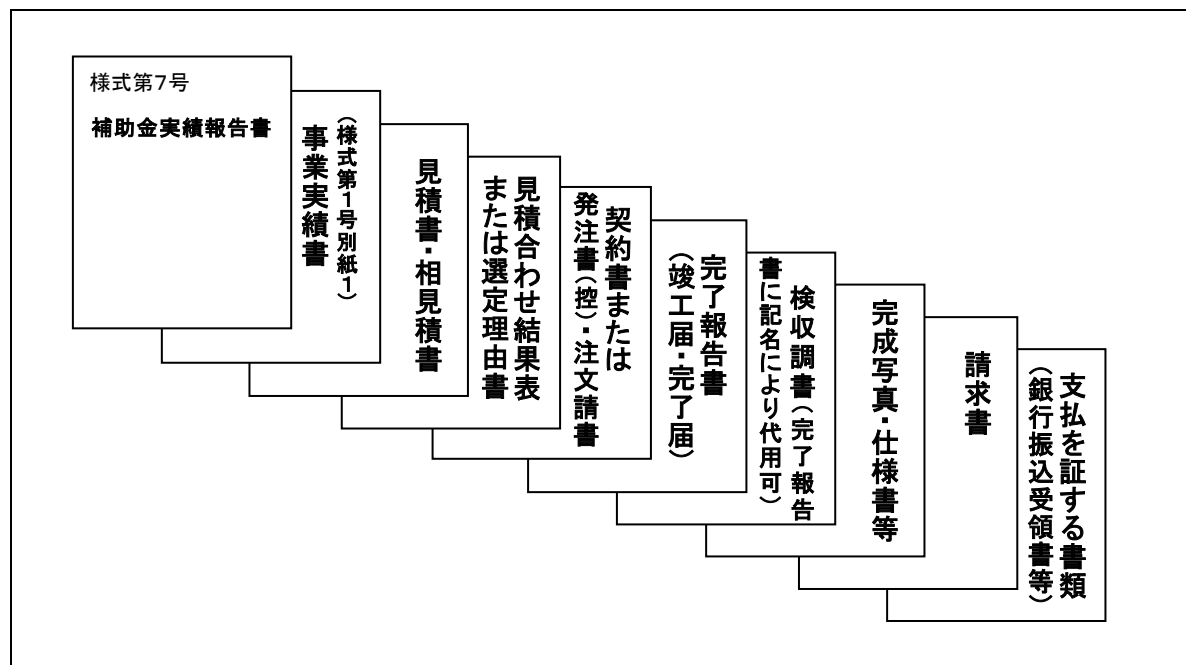 様式第7号
補助金実績報告書
（様式第1号別紙1）
事業実績書
見積書・相見積書
見積合わせ結果表
または選定理由書
契約書または
発注書（控）・注文請書
完了報告書
（竣工届・完了届）
検収調書（完了報告
書に記名により代用可）
完成写真・仕様書等
請求書
支払を証する書類
（銀行振込受領書等）